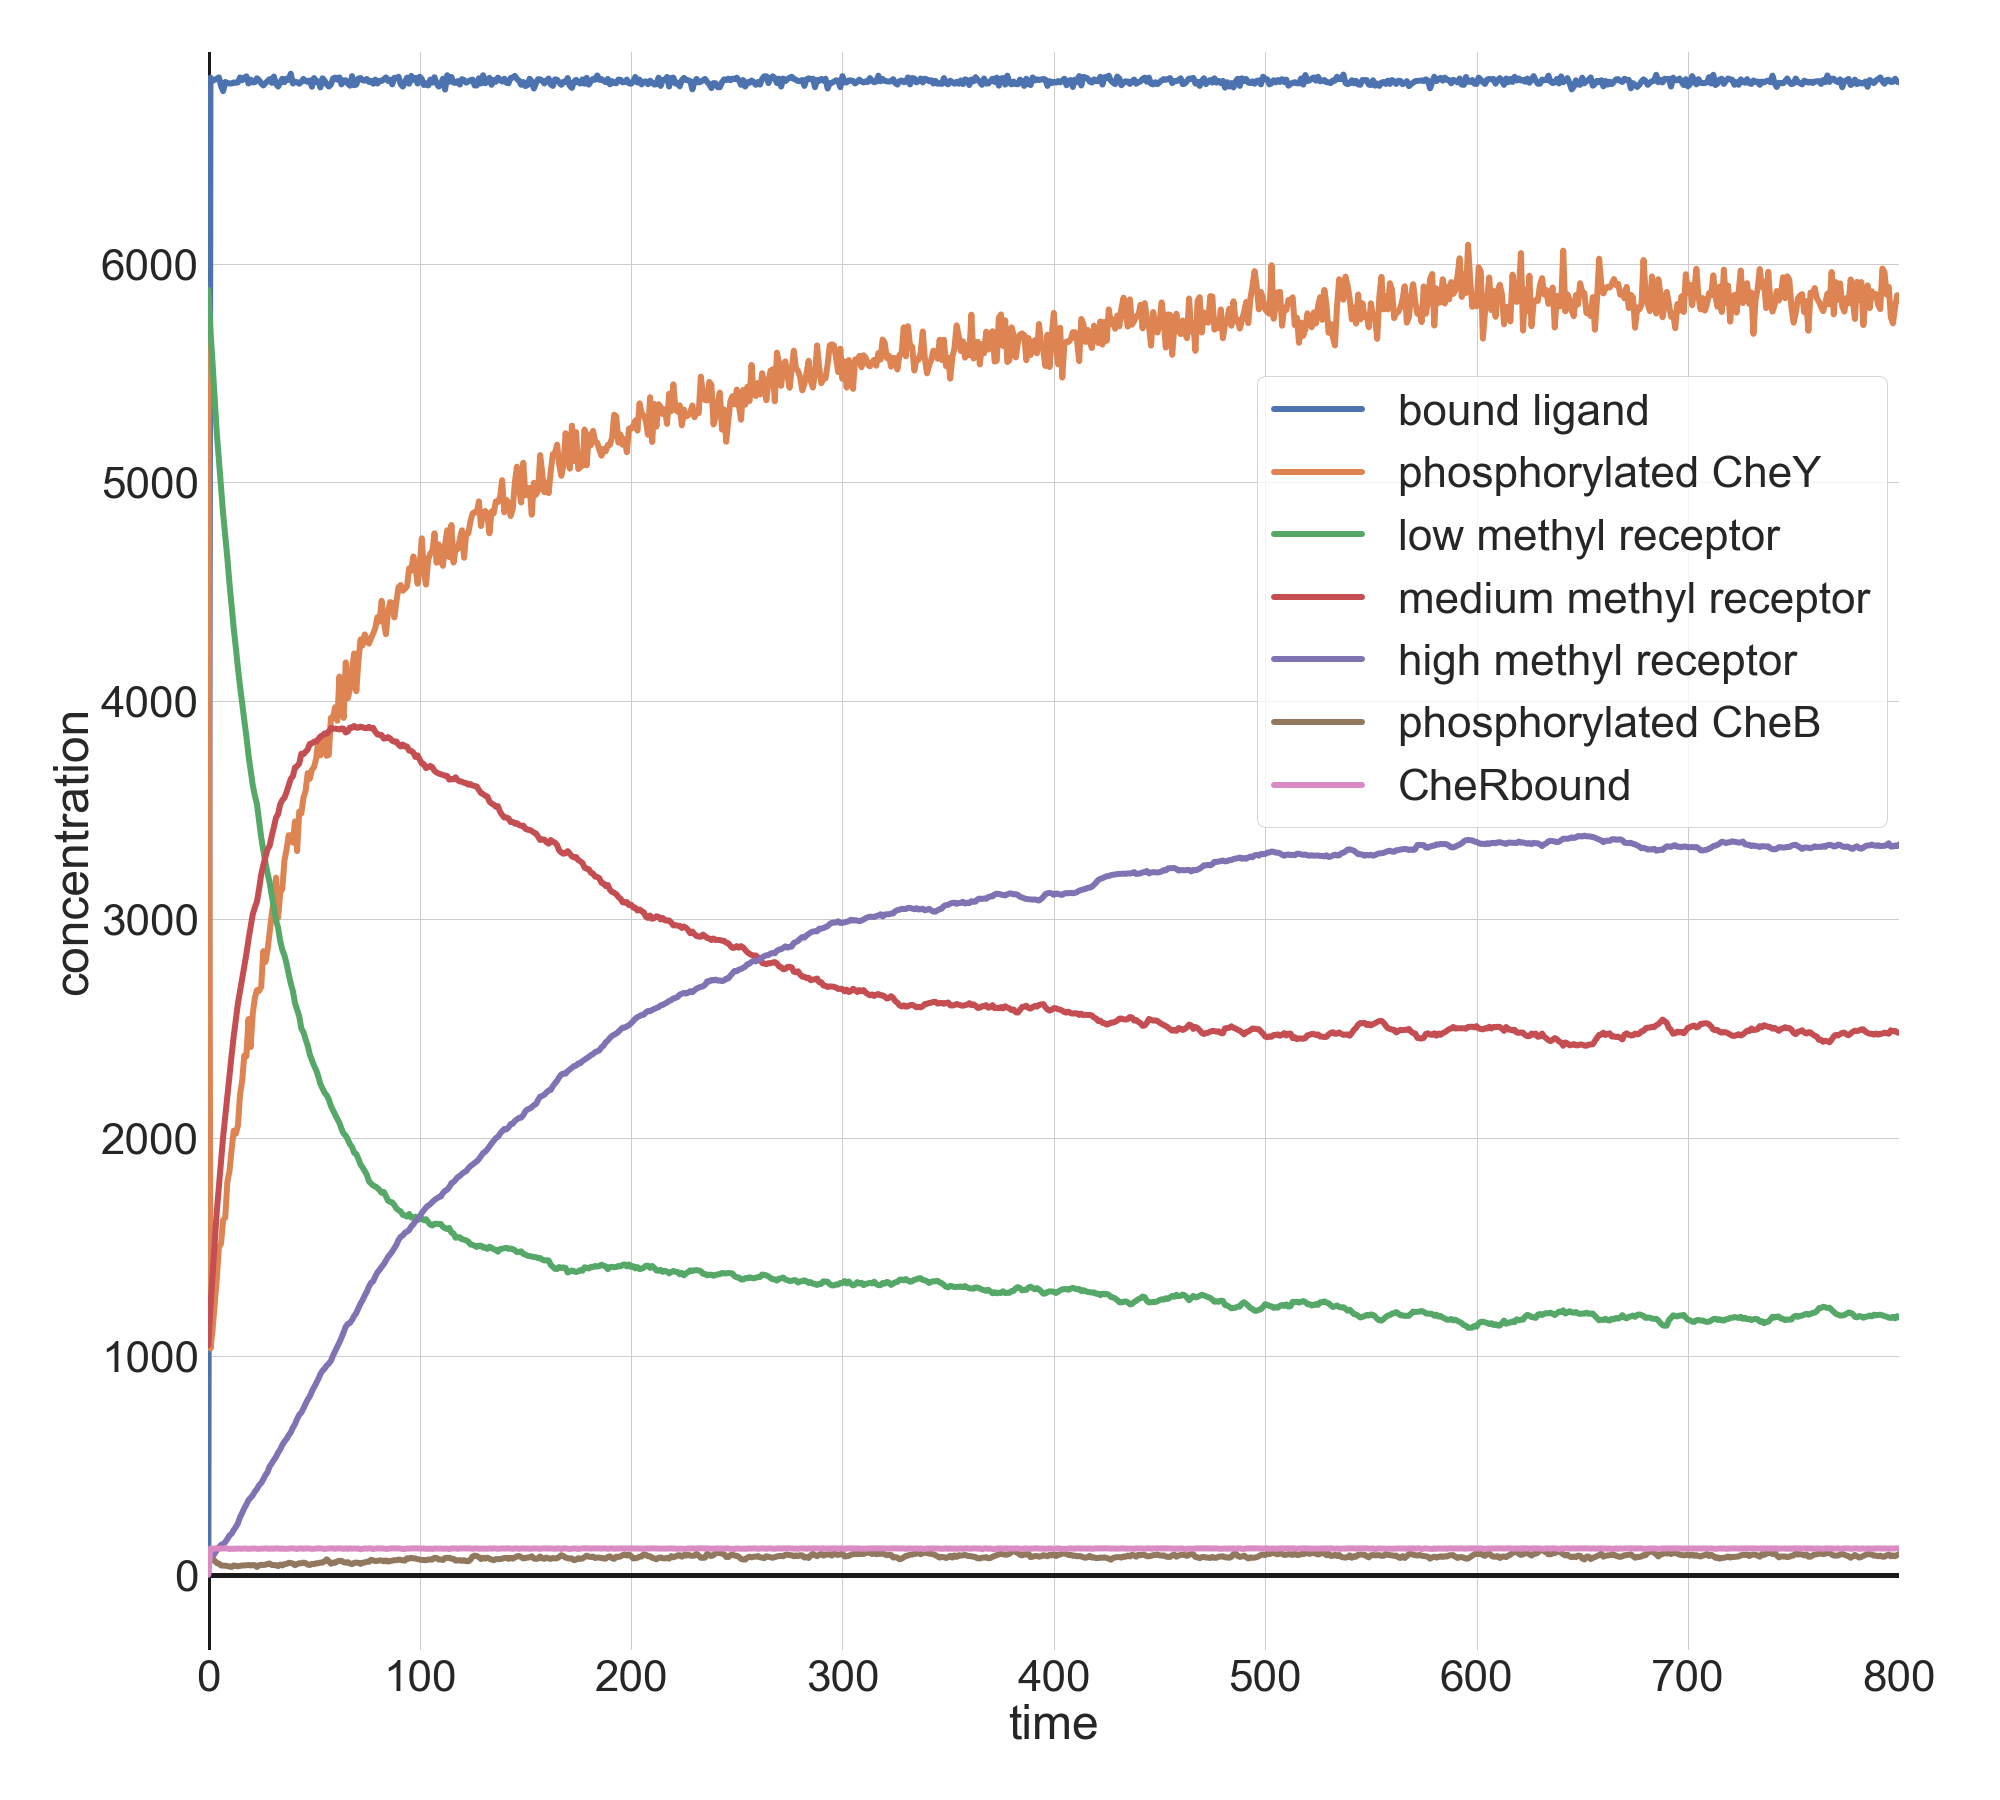 6000
5000
4000
3000
2000
1000
0
concentration
bound ligand
phosphorylated CheY
low methyl receptor
medium methyl receptor
high methyl receptor
phosphorylated CheB
CheRbound
0 100 200 300 400 500 600 700 800
time